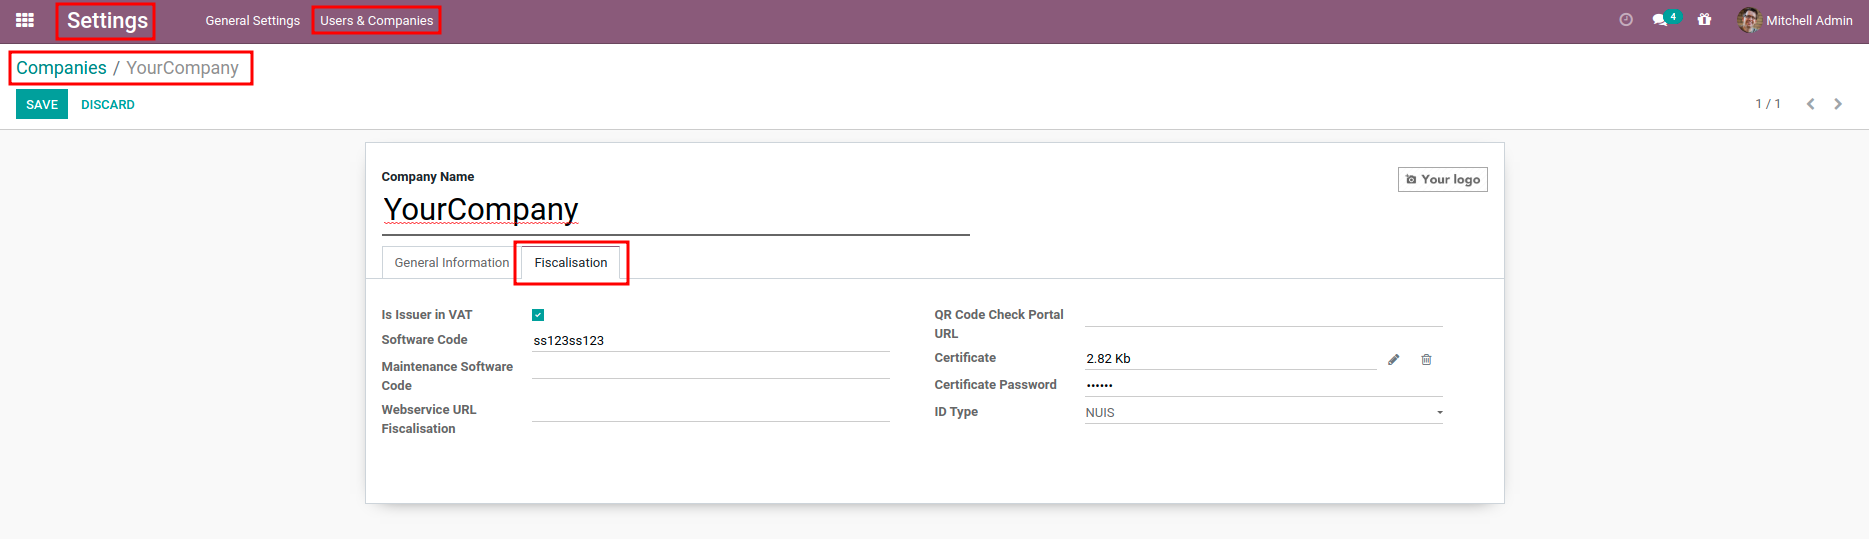 Settings General Settings Users & Companies 4 Mitchell Admin
Companies / YourCompany
SAVE DISCARD 1 / 1
Company Name
Your logo
YourCompany
General Information Fiscalisation
Is Issuer in VAT
Software Code ss123ss123
Maintenance Software
Code
Webservice URL
Fiscalisation
QR Code Check Portal
URL
Certificate 2.82 Kb
Certificate Password ••••••
ID Type NUIS